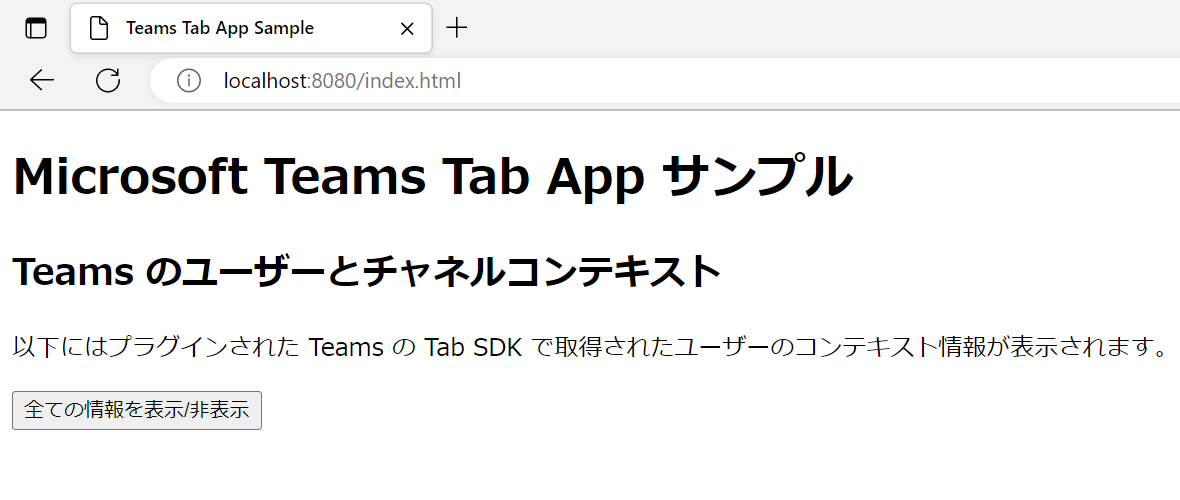 Teams Tab App Sample
localhost:8080/index.html
Microsoft Teams Tab App サンプル
Teams のユーザーとチャネルコンテキスト
以下にはプラグインされた Teams の Tab SDK で取得されたユーザーのコンテキスト情報が表示されます。
全ての情報を表示/非表示